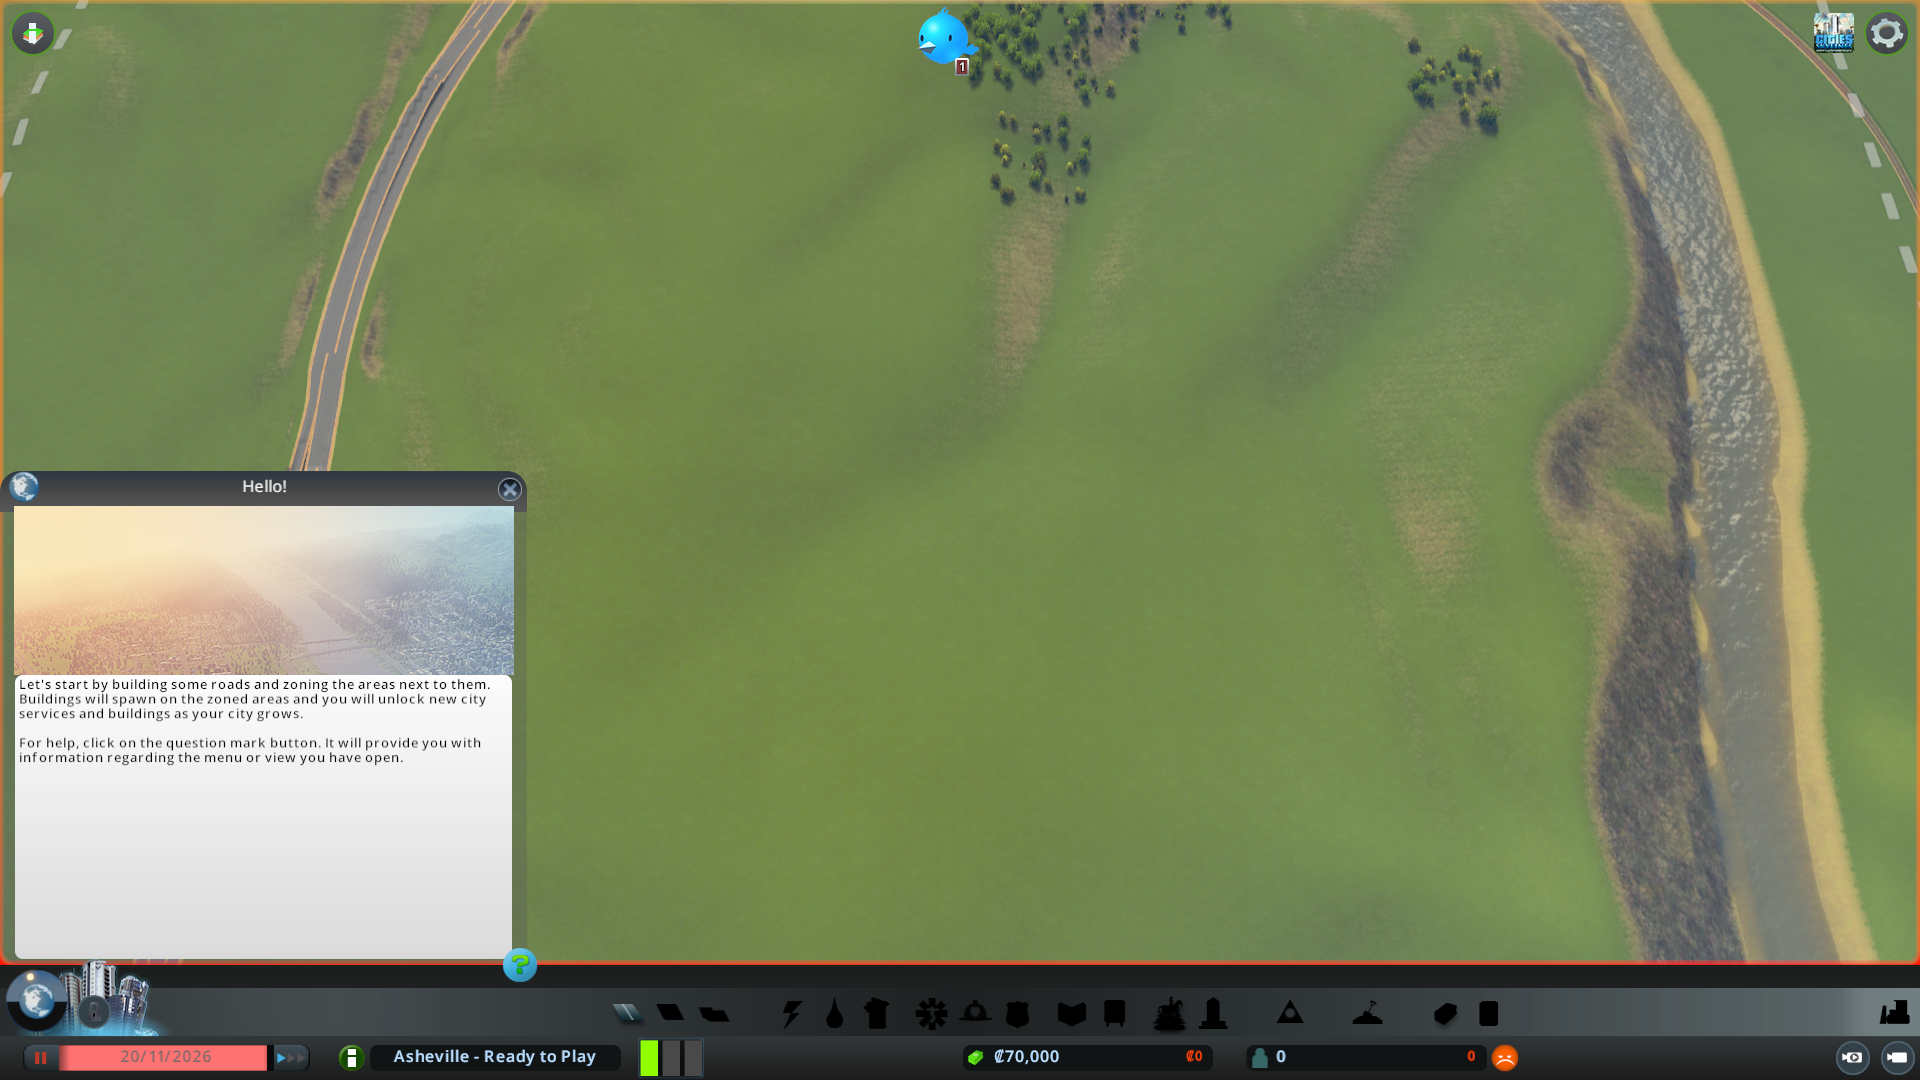 1
CITIES
Hello!
Let's start by building some roads and zoning the areas next to them.
Buildings will spawn on the zoned areas and you will unlock new city
services and buildings as your city grows.
For help, click on the question mark button. It will provide you with
information regarding the menu or view you have open.
?
20/11/2026
Asheville - Ready to Play
₡70,000
₡0
0
0